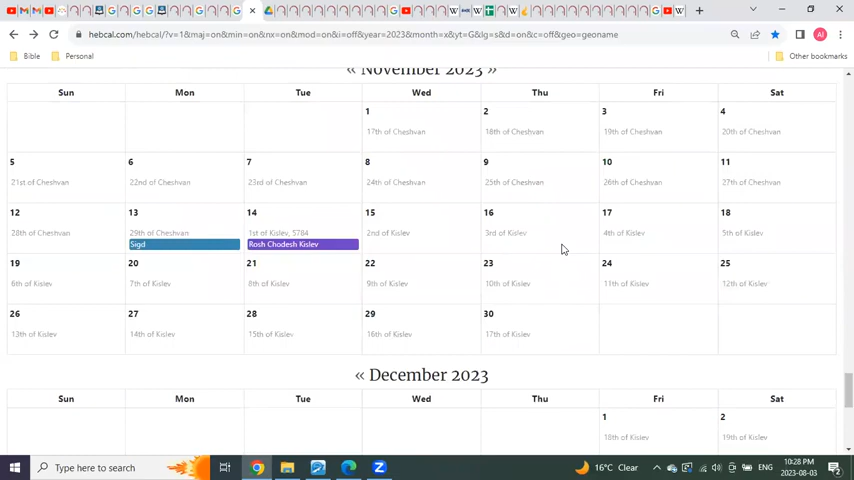 hebcal.com/hebcal/?v=1&maj=on&min=on&nx=on&mod=on&i=off&year=2023&month=x&yt=G&lg=s&d=on&c=off&geo=geoname
Bible
Personal
Other bookmarks
« November 2023 »
Sun Mon Tue Wed Thu Fri Sat
1 2 3 4
17th of Cheshvan 18th of Cheshvan 19th of Cheshvan 20th of Cheshvan
5 6 7 8 9 10 11
21st of Cheshvan 22nd of Cheshvan 23rd of Cheshvan 24th of Cheshvan 25th of Cheshvan 26th of Cheshvan 27th of Cheshvan
12 13 14 15 16 17 18
28th of Cheshvan 29th of Cheshvan 1st of Kislev, 5784 2nd of Kislev 3rd of Kislev 4th of Kislev 5th of Kislev
Sigd Rosh Chodesh Kislev
19 20 21 22 23 24 25
6th of Kislev 7th of Kislev 8th of Kislev 9th of Kislev 10th of Kislev 11th of Kislev 12th of Kislev
26 27 28 29 30
13th of Kislev 14th of Kislev 15th of Kislev 16th of Kislev 17th of Kislev
« December 2023
Sun Mon Tue Wed Thu Fri Sat
1 2
18th of Kislev 19th of Kislev
Type here to search
16°C Clear
ENG
10:28 PM
2023-08-03